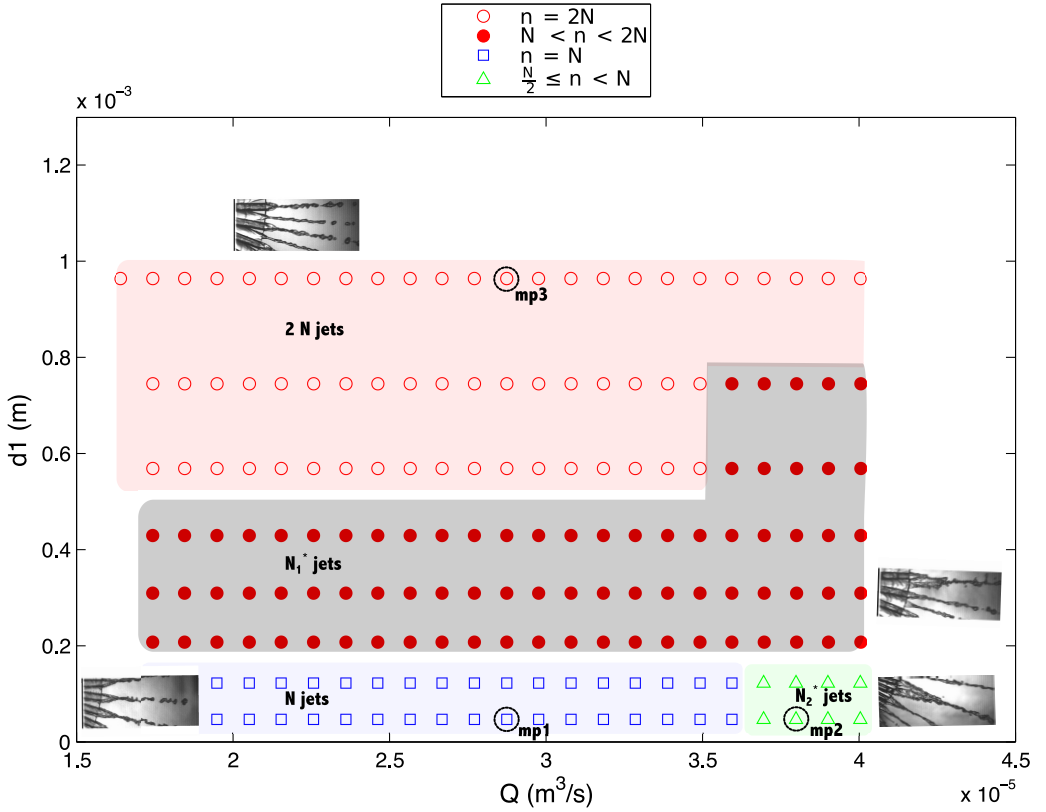 n = 2N
N < n < 2N
n = N
N/2 ≤ n < N
x 10⁻³
1.2
1
0.8
0.6
0.4
0.2
0
d1 (m)
mp3
2 N jets
N₁* jets
N jets
N₂* jets
mp1
mp2
1.5
2
2.5
3
3.5
4
4.5
Q (m³/s)
x 10⁻⁵